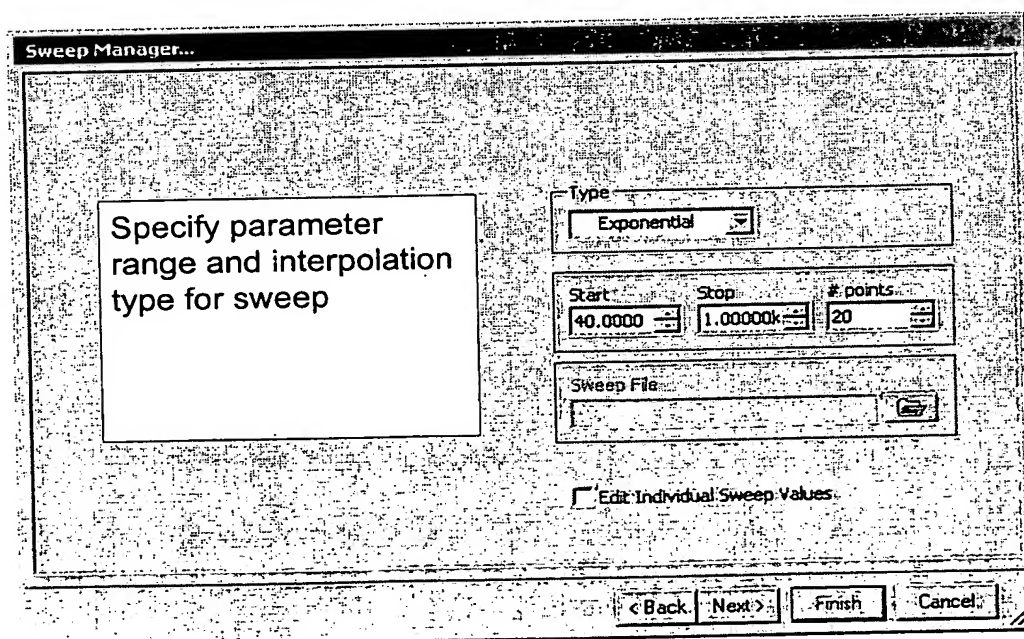 Sweep Manager...
Specify parameter
range and interpolation
type for sweep
Type
Exponential
Start Stop # points
40.0000 1.00000k 20
Sweep File
Edit Individual Sweep Values
< Back Next > Finish Cancel